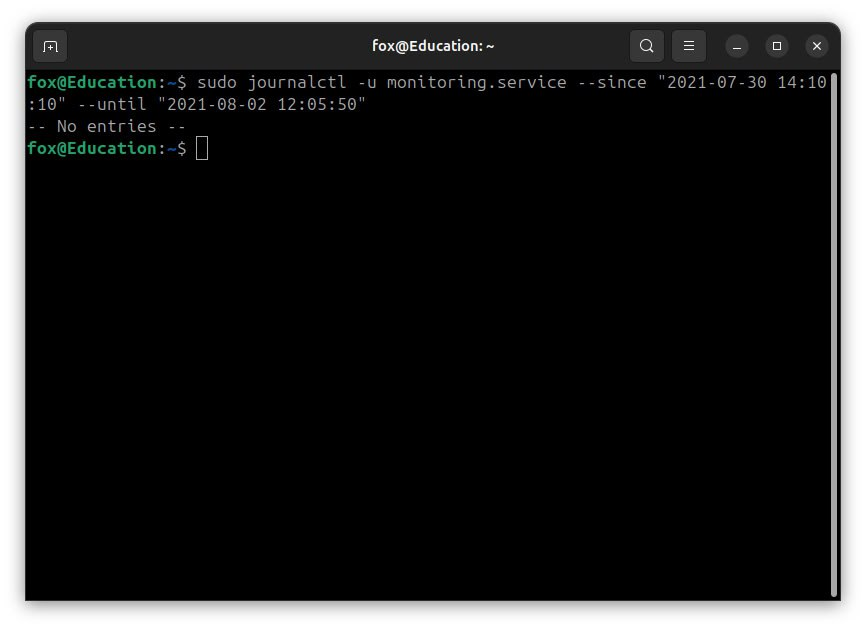 fox@Education: ~
fox@Education:~$ sudo journalctl -u monitoring.service --since "2021-07-30 14:10
:10" --until "2021-08-02 12:05:50"
-- No entries --
fox@Education:~$